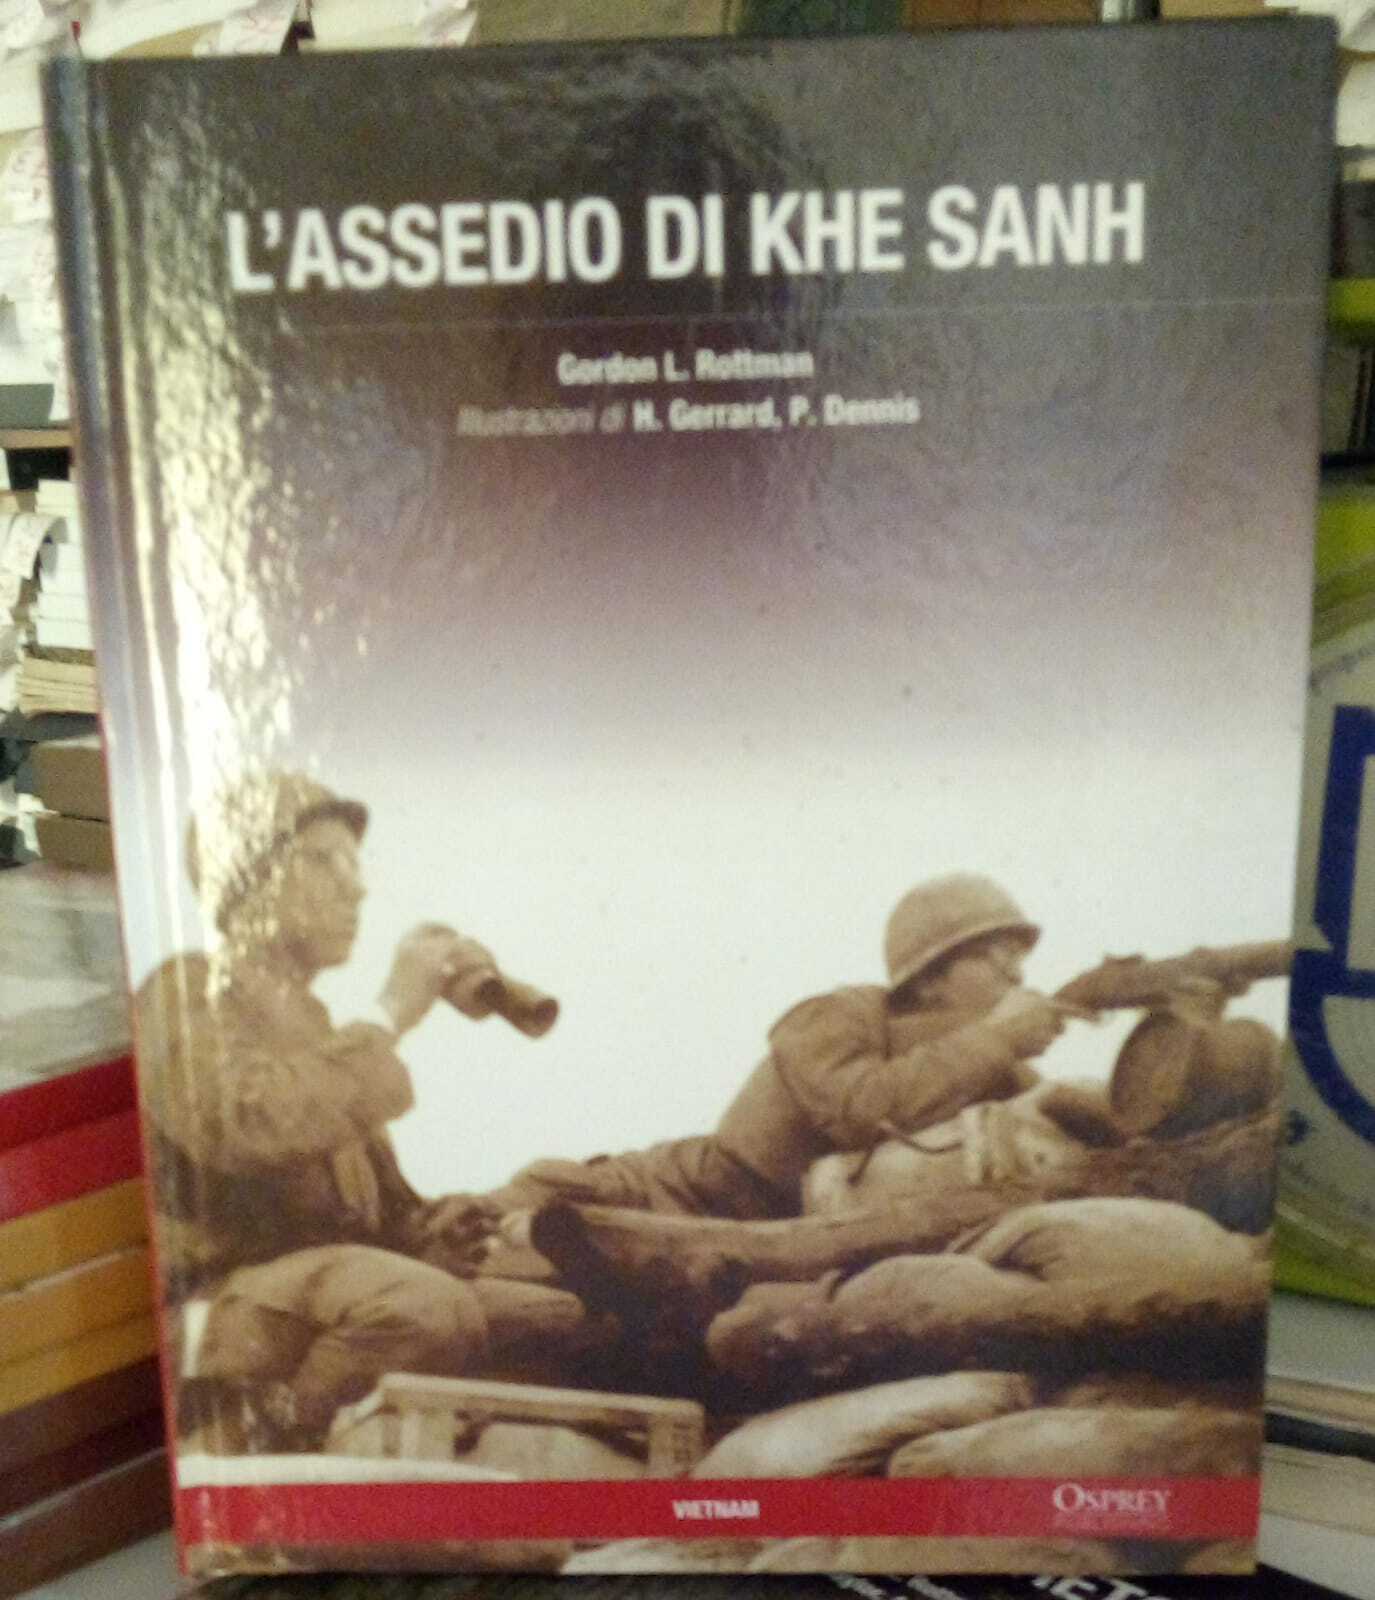 L'ASSEDIO DI KHE SANH
Gordon L. Rottman
Illustrazioni di H. Gerrard, P. Dennis
VIETNAM
OSPREY